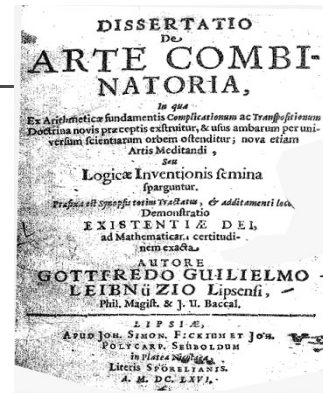 DISSERTATIO
De
ARTE COMBI-
NATORIA,
In qua
Ex Arithmeticæ fundamentis Complicationum ac Transpositionum
Doctrina novis præceptis exstruitur, & usus ambarum per uni-
versum scientiarum orbem ostenditur; nova etiam
Artis Meditandi,
Seu
Logicæ Inventionis semina
sparguntur.
Præfixa est Synopsis totius Tractatus, & additamenti loco
Demonstratio
EXISTENTIÆ DEI,
ad Mathematicam certitudi-
nem exacta
AUTORE
GOTTFREDO GUILIELMO
LEIBNÜZIO Lipsensi,
Phil. Magist. & J. U. Baccal.
LIPSIÆ,
APUD JOH. SIMON. FICKIUM ET JOH.
POLYCARP. SEUBOLDUM
in Platea Nicolaea,
Literis SPÖRELIANIS.
A. M. DC. LXVI.